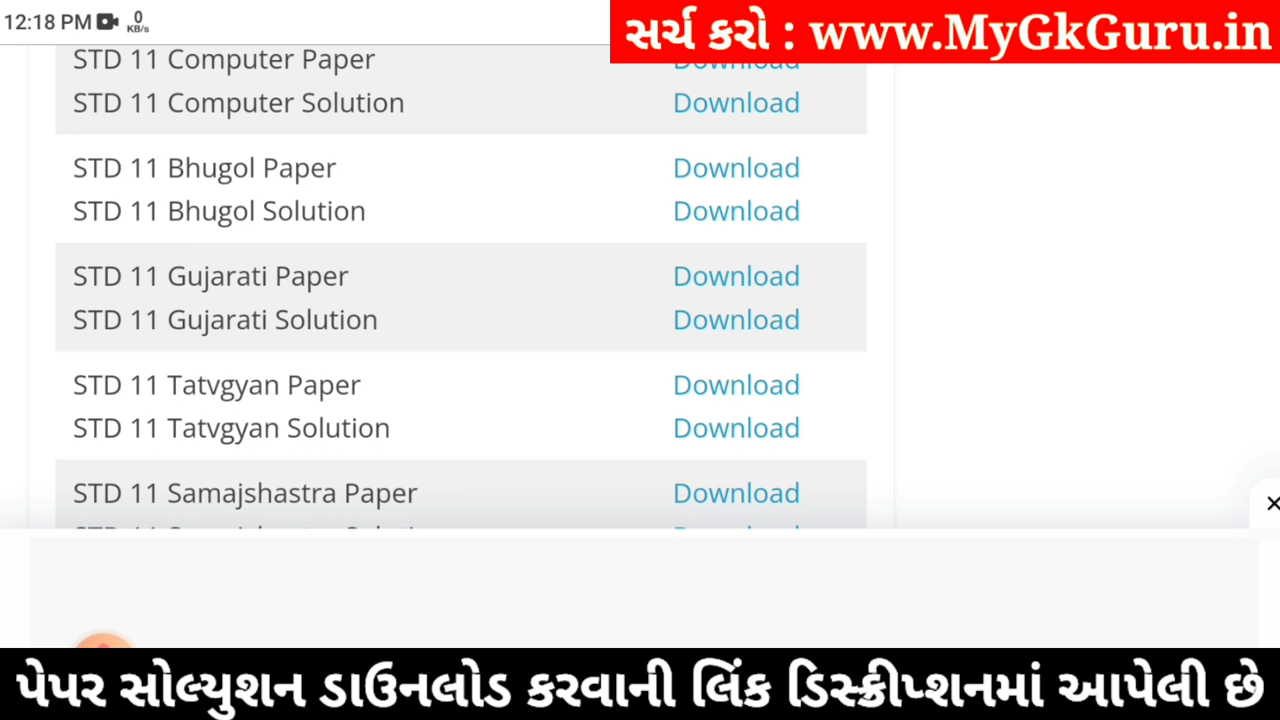 12:18 PM 0 KB/s
સર્ચ કરો : www.MyGkGuru.in
STD 11 Computer Paper Download
STD 11 Computer Solution Download
STD 11 Bhugol Paper Download
STD 11 Bhugol Solution Download
STD 11 Gujarati Paper Download
STD 11 Gujarati Solution Download
STD 11 Tatvgyan Paper Download
STD 11 Tatvgyan Solution Download
STD 11 Samajshastra Paper Download
પેપર સોલ્યુશન ડાઉનલોડ કરવાની લિંક ડિસ્ક્રીપ્શનમાં આપેલી છે